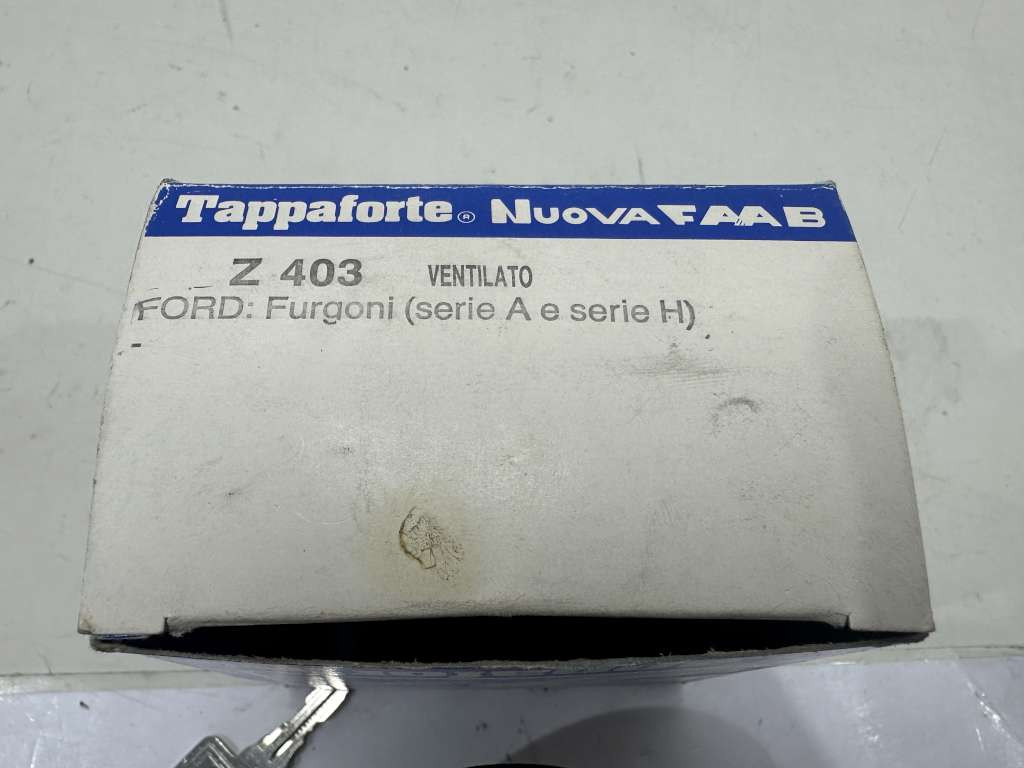 Tappaforte® NUOVA FAAB
Z 403 VENTILATO
FORD: Furgoni (serie A e serie H)
-